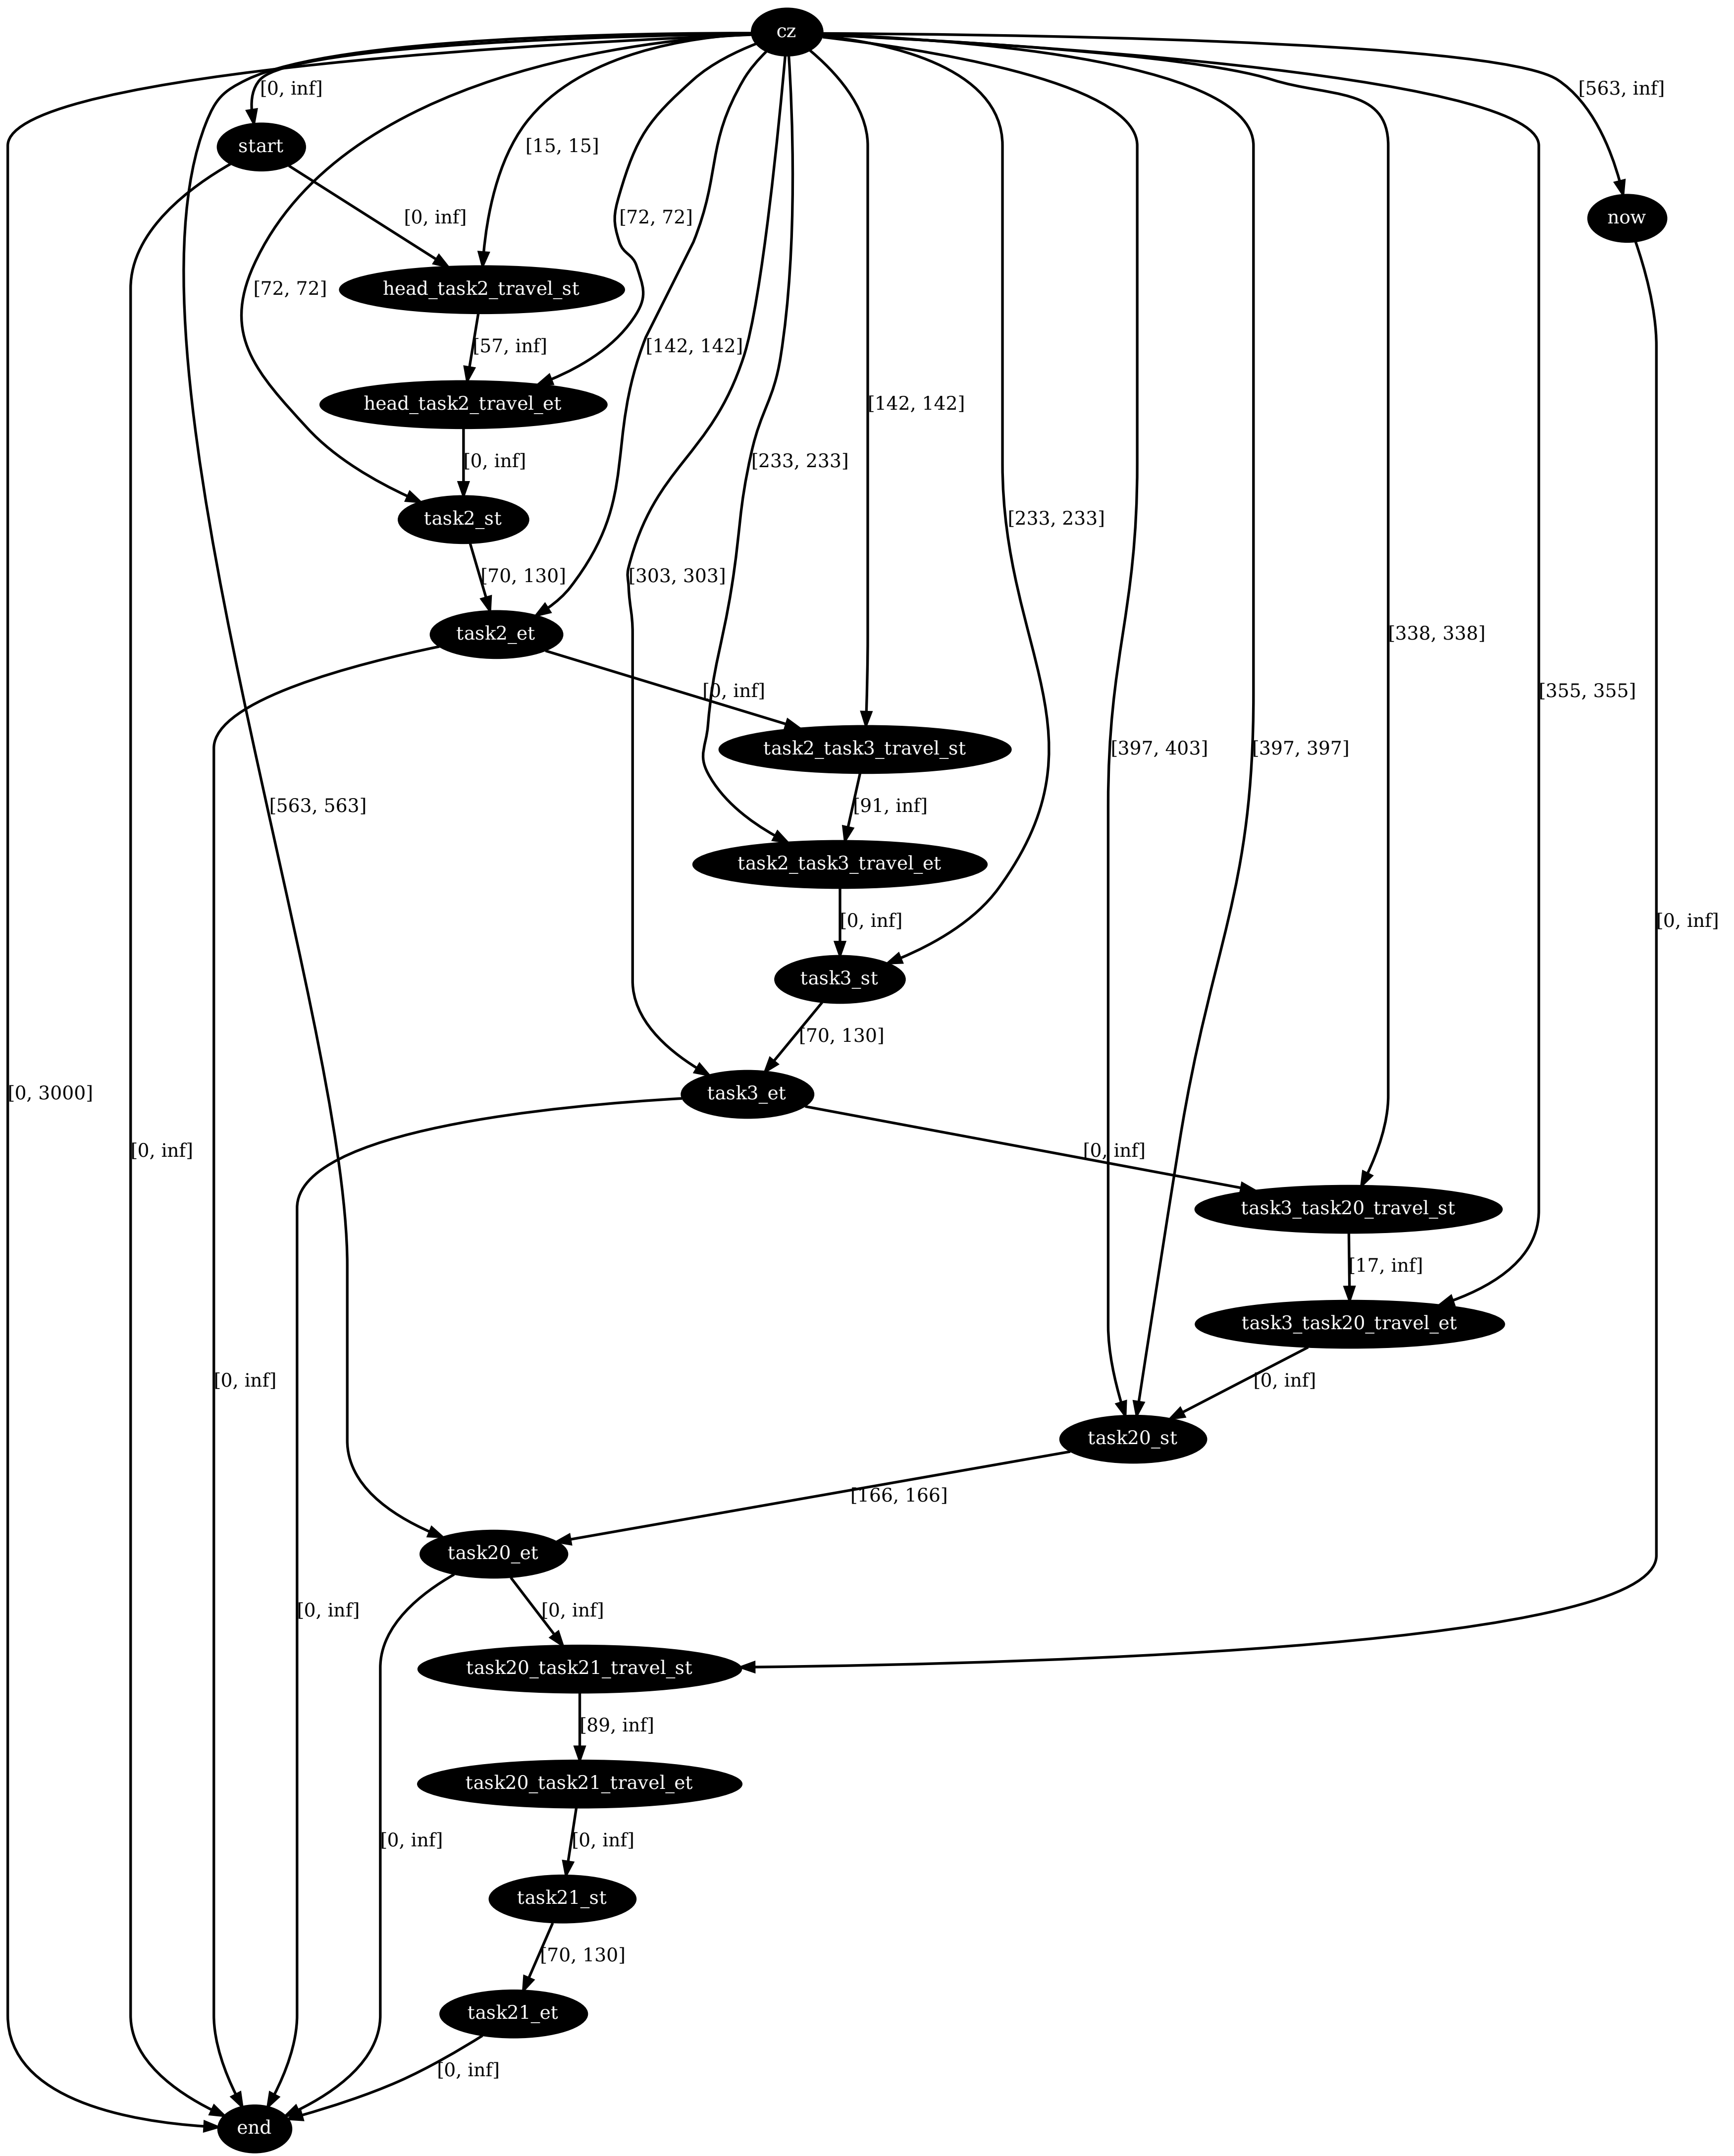 cz
[0, inf]
[563, inf]
start
[15, 15]
now
[0, inf]
[72, 72]
[72, 72]
head_task2_travel_st
[57, inf]
[142, 142]
head_task2_travel_et
[142, 142]
[0, inf]
[233, 233]
task2_st
[233, 233]
[70, 130]
[303, 303]
task2_et
[338, 338]
[0, inf]
[355, 355]
task2_task3_travel_st
[397, 403]
[397, 397]
[563, 563]
[91, inf]
task2_task3_travel_et
[0, inf]
[0, inf]
task3_st
[70, 130]
[0, 3000]
task3_et
[0, inf]
[0, inf]
task3_task20_travel_st
[17, inf]
task3_task20_travel_et
[0, inf]
[0, inf]
task20_st
[166, 166]
task20_et
[0, inf]
[0, inf]
task20_task21_travel_st
[89, inf]
task20_task21_travel_et
[0, inf]
[0, inf]
task21_st
[70, 130]
task21_et
[0, inf]
end